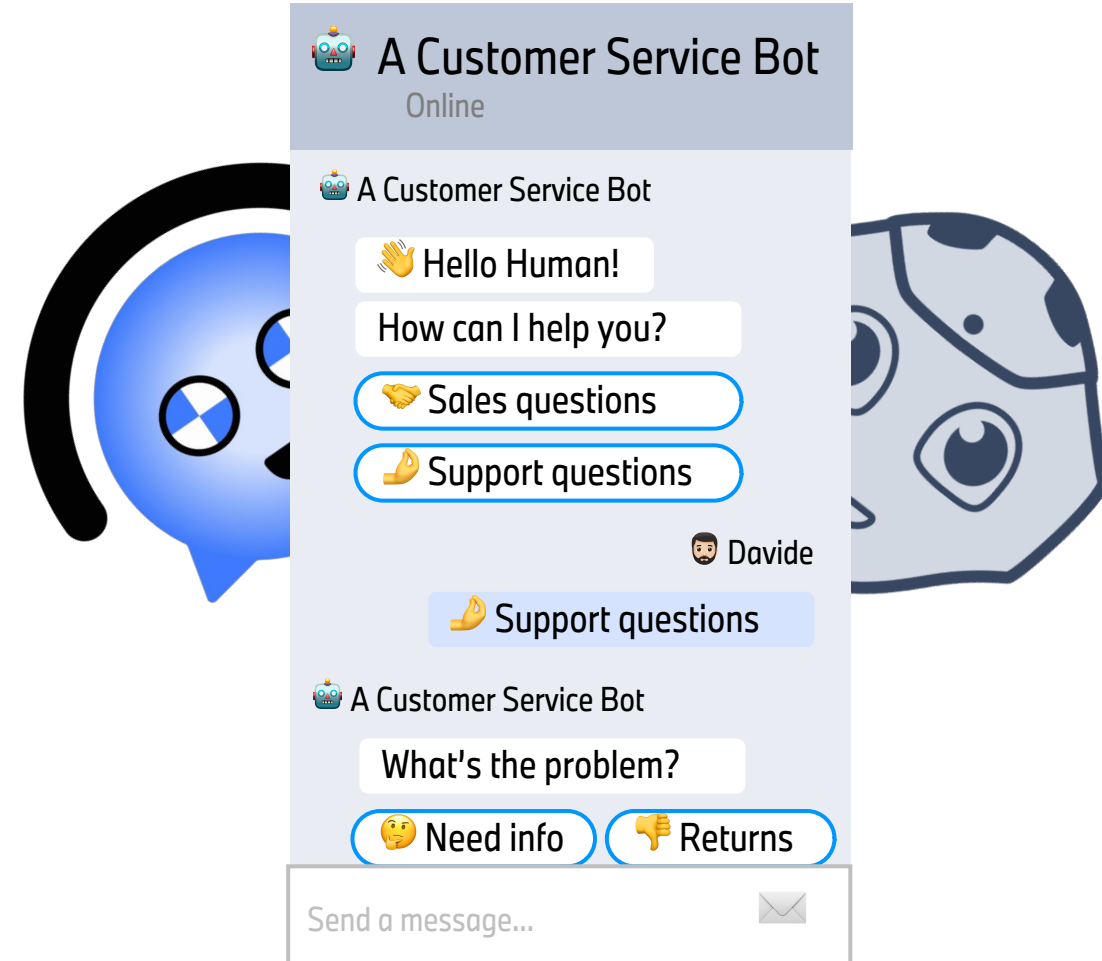 🤖 A Customer Service Bot
Online
🤖 A Customer Service Bot
👋 Hello Human!
How can I help you?
🤝 Sales questions
🤌 Support questions
🧔🏻 Davide
🤌 Support questions
🤖 A Customer Service Bot
What's the problem?
🤔 Need info 👎 Returns
Send a message...